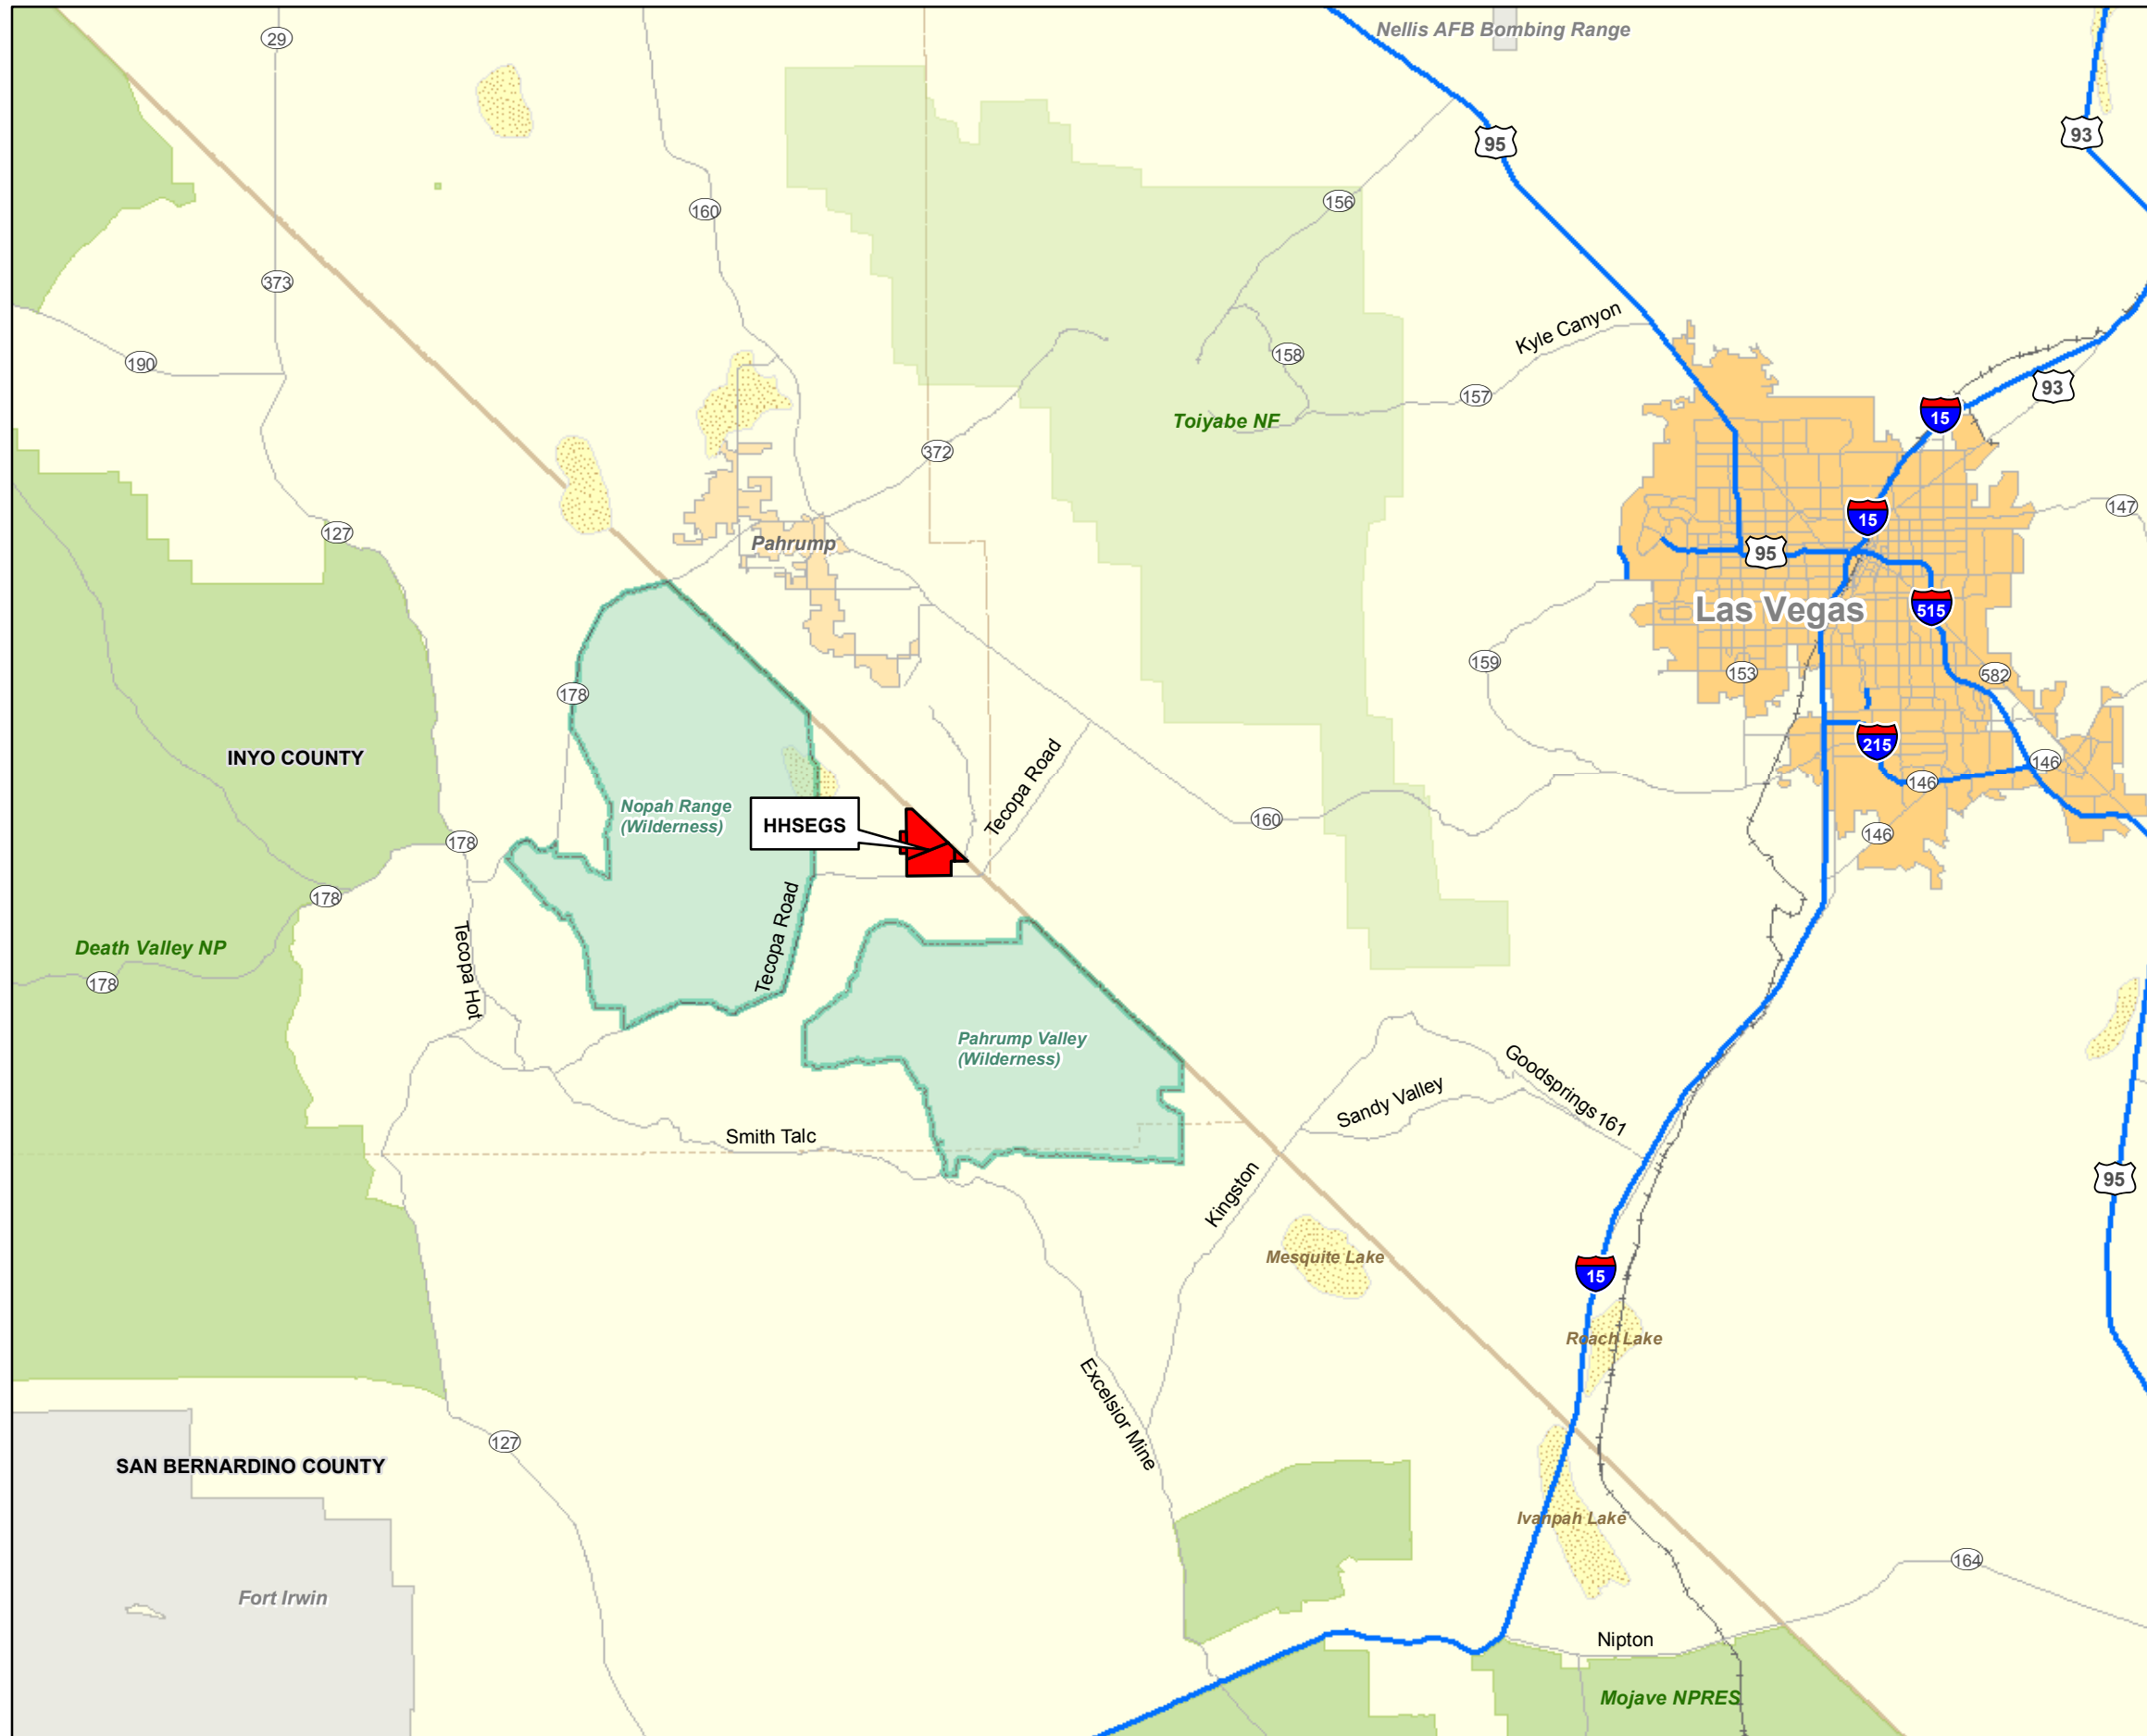 Nellis AFB Bombing Range
29
93
95
156
160
373
Kyle Canyon
158
190
93
157
15
Toiyabe NF
372
147
15
127
Pahrump
95
Las Vegas
515
159
153
582
178
215
INYO COUNTY
Tecopa Road
146
146
Nopah Range
(Wilderness)
HHSEGS
160
146
178
178
Tecopa Road
Tecopa Hot
Death Valley NP
178
Pahrump Valley
(Wilderness)
Goodsprings 161
Sandy Valley
Smith Talc
95
Kingston
Mesquite Lake
15
Roach Lake
Excelsior Mine
127
SAN BERNARDINO COUNTY
Ivanpah Lake
164
Fort Irwin
Nipton
Mojave NPRES